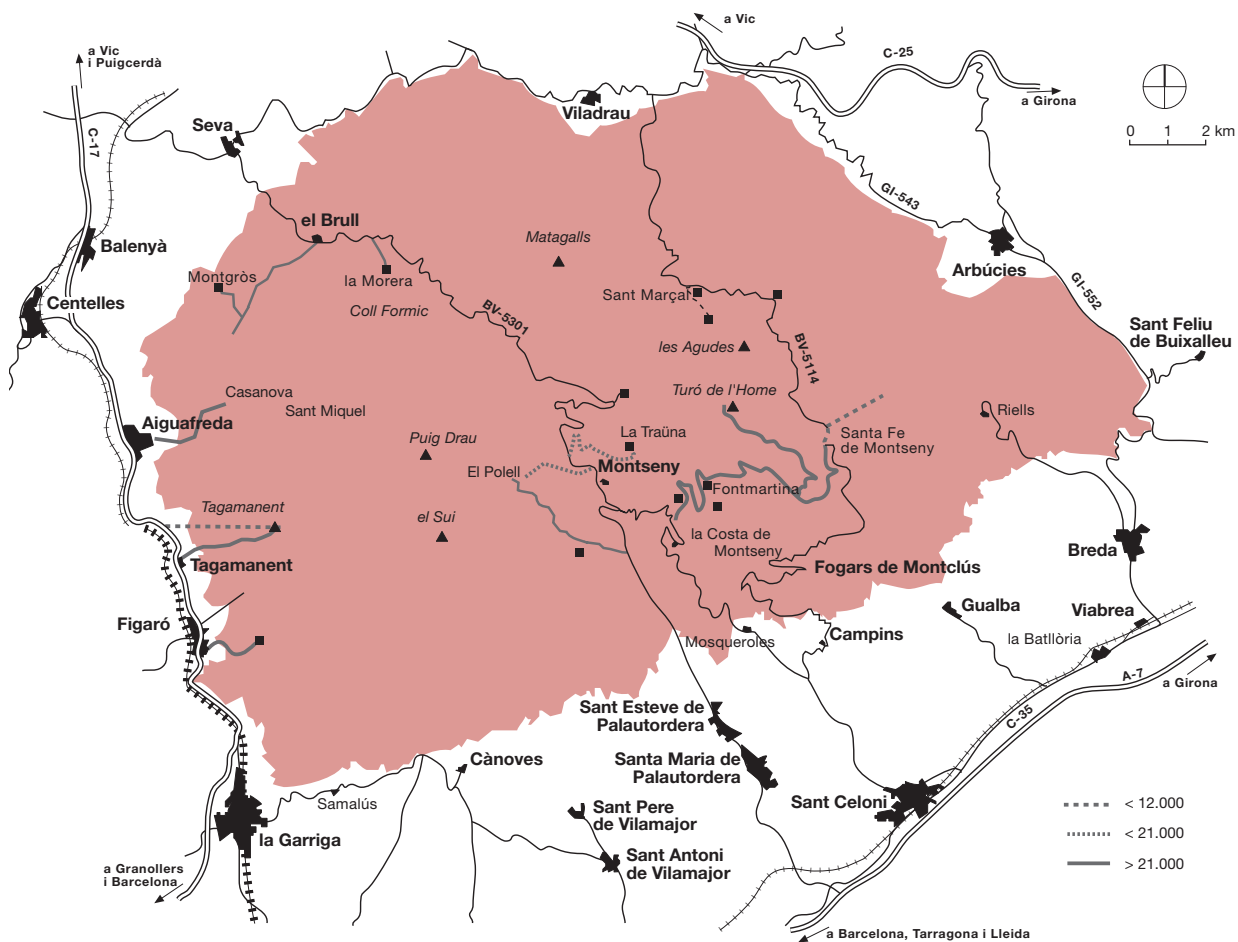 a Vic
i Puigcerdà
a Vic
C-25
a Girona
0 1 2 km
C-17
Seva
Viladrau
GI-543
el Brull
Balenyà
Matagalls
Arbúcies
Montgròs
la Morera
Sant Marçal
GI-552
Centelles
Coll Formic
BV-5301
Sant Feliu
de Buixalleu
les Agudes
BV-5114
Casanova
Turó de l'Home
Sant Miquel
Riells
Aiguafreda
Puig Drau
La Traüna
Santa Fe
de Montseny
El Polell
Montseny
Fontmartina
Tagamanent
el Sui
la Costa de
Montseny
Breda
Tagamanent
Fogars de Montclús
Gualba
Viabrea
Figaró
Mosqueroles
Campins
la Batllòria
A-7
a Girona
Sant Esteve de
Palautordera
C-35
Cànoves
Santa Maria de
Palautordera
Samalús
Sant Celoni
< 12.000
Sant Pere
de Vilamajor
< 21.000
la Garriga
Sant Antoni
de Vilamajor
> 21.000
a Granollers
i Barcelona
a Barcelona, Tarragona i Lleida